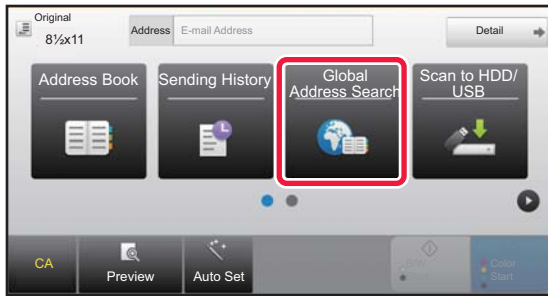 Original
8½x11
Address
E-mail Address
Detail
Address Book
Sending History
Global
Address Search
Scan to HDD/
USB
CA
Preview
Auto Set
B/W
Start
Color
Start